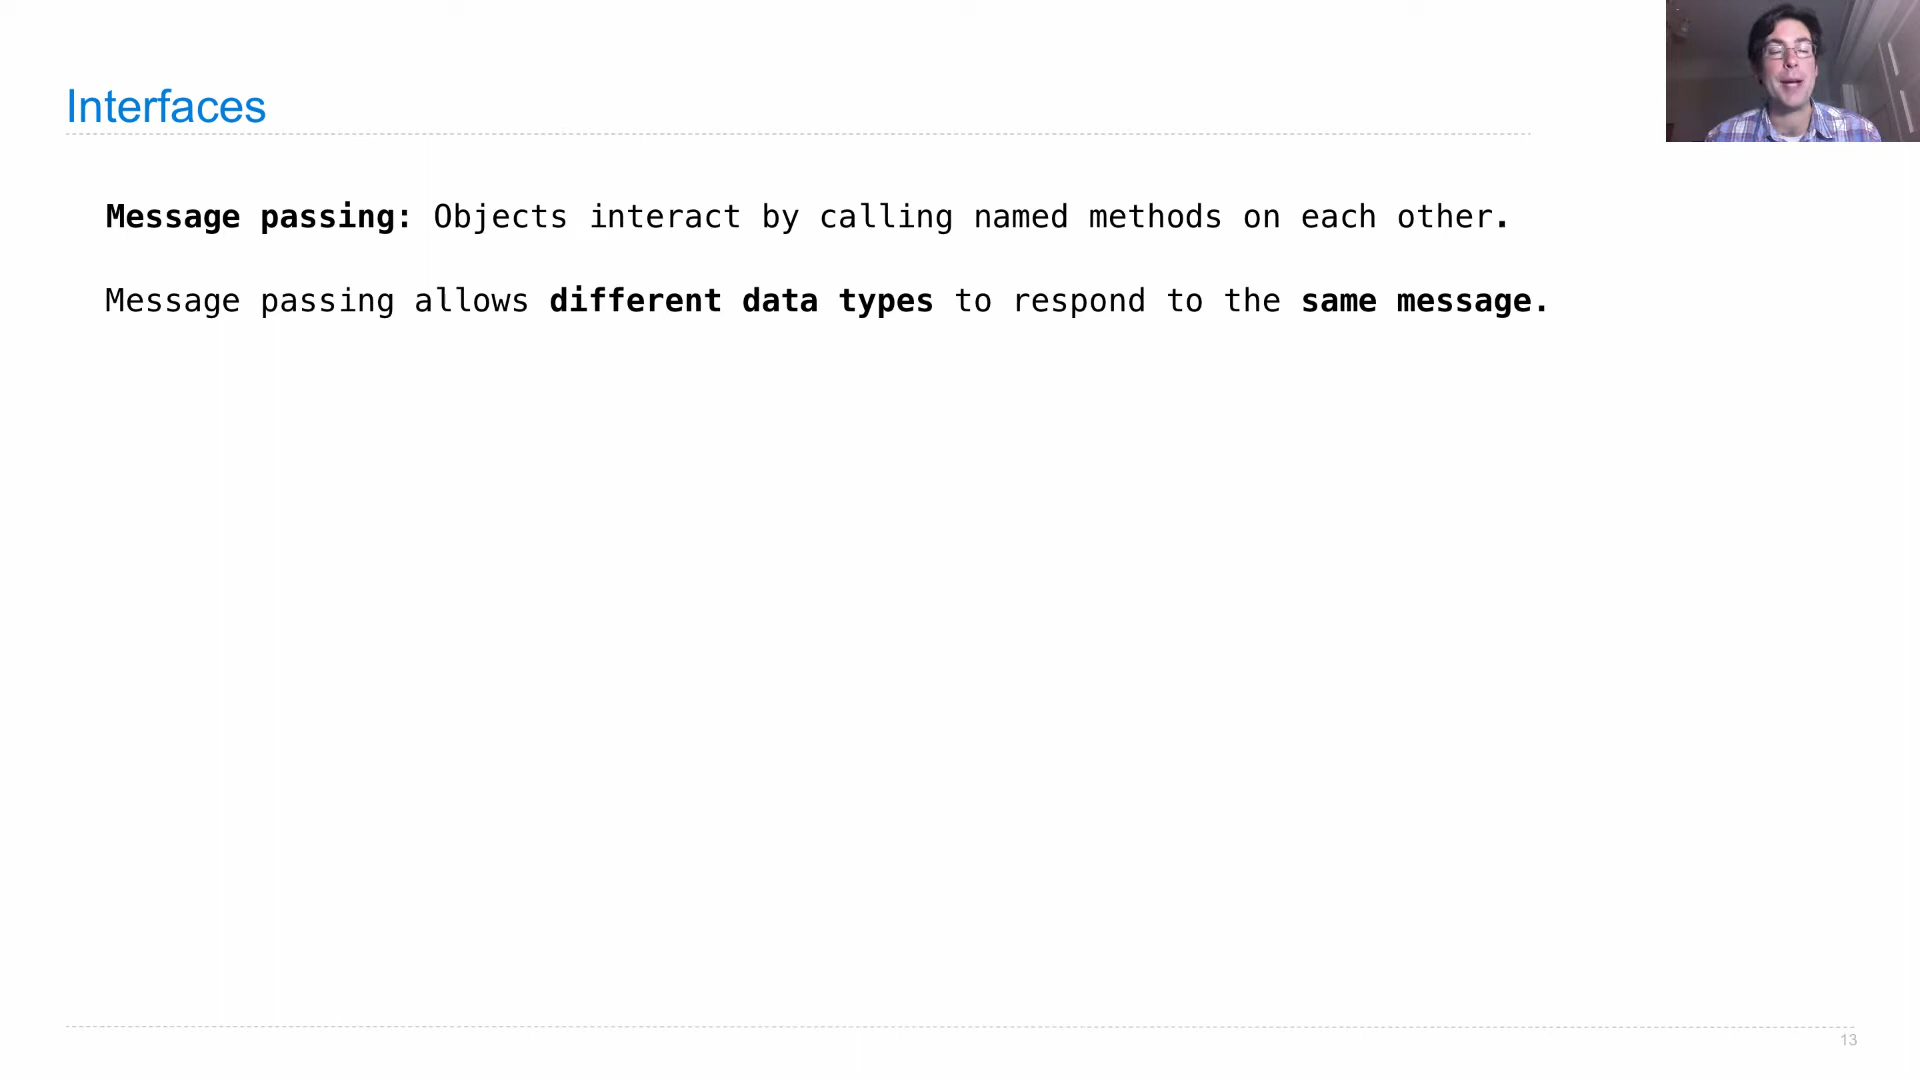 Interfaces
Message passing: Objects interact by calling named methods on each other.
Message passing allows different data types to respond to the same message.
13